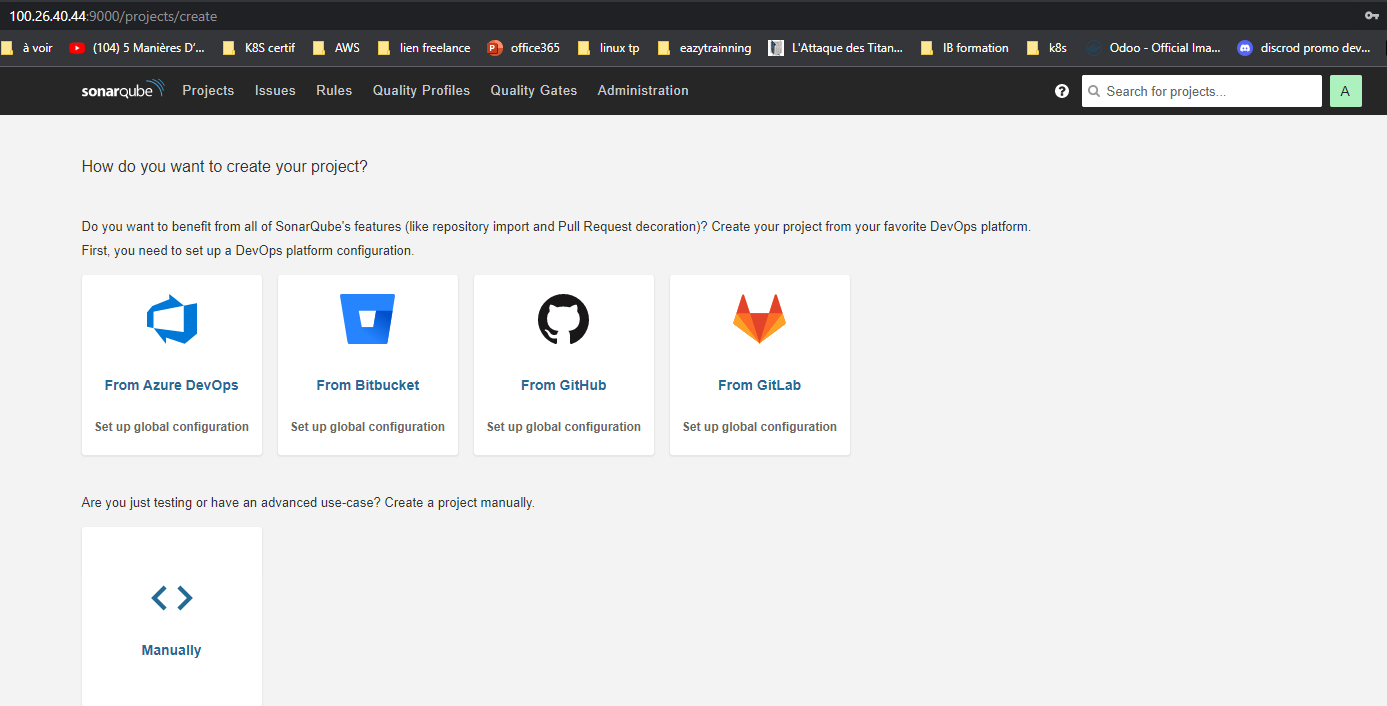 100.26.40.44:9000/projects/create
à voir (104) 5 Manières D'... K8S certif AWS lien freelance office365 linux tp eazytrainning L'Attaque des Titan... IB formation k8s Odoo - Official Ima... discrod promo dev...
sonarqube Projects Issues Rules Quality Profiles Quality Gates Administration ? Search for projects... A
How do you want to create your project?
Do you want to benefit from all of SonarQube's features (like repository import and Pull Request decoration)? Create your project from your favorite DevOps platform.
First, you need to set up a DevOps platform configuration.
From Azure DevOps From Bitbucket From GitHub From GitLab
Set up global configuration Set up global configuration Set up global configuration Set up global configuration
Are you just testing or have an advanced use-case? Create a project manually.
Manually